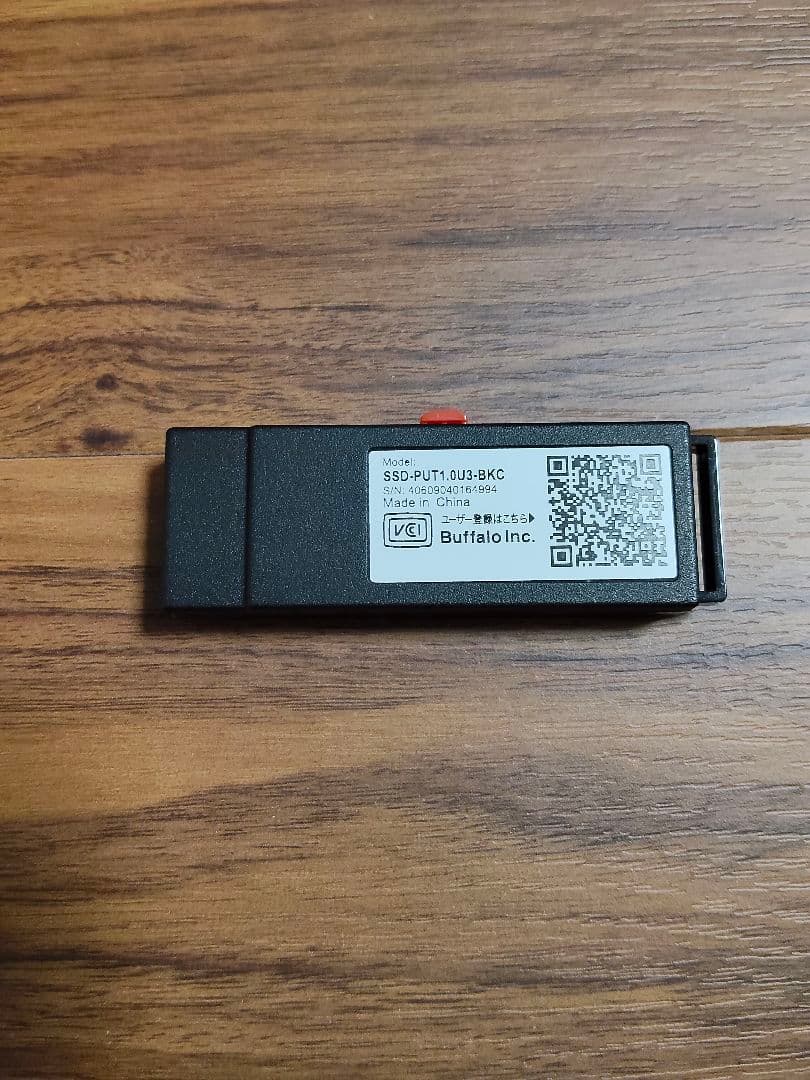 Model:
SSD-PUT1.0U3-BKC
S/N: 40609040164994
Made in China
VCI
ユーザー登録はこちら▶
Buffalo Inc.